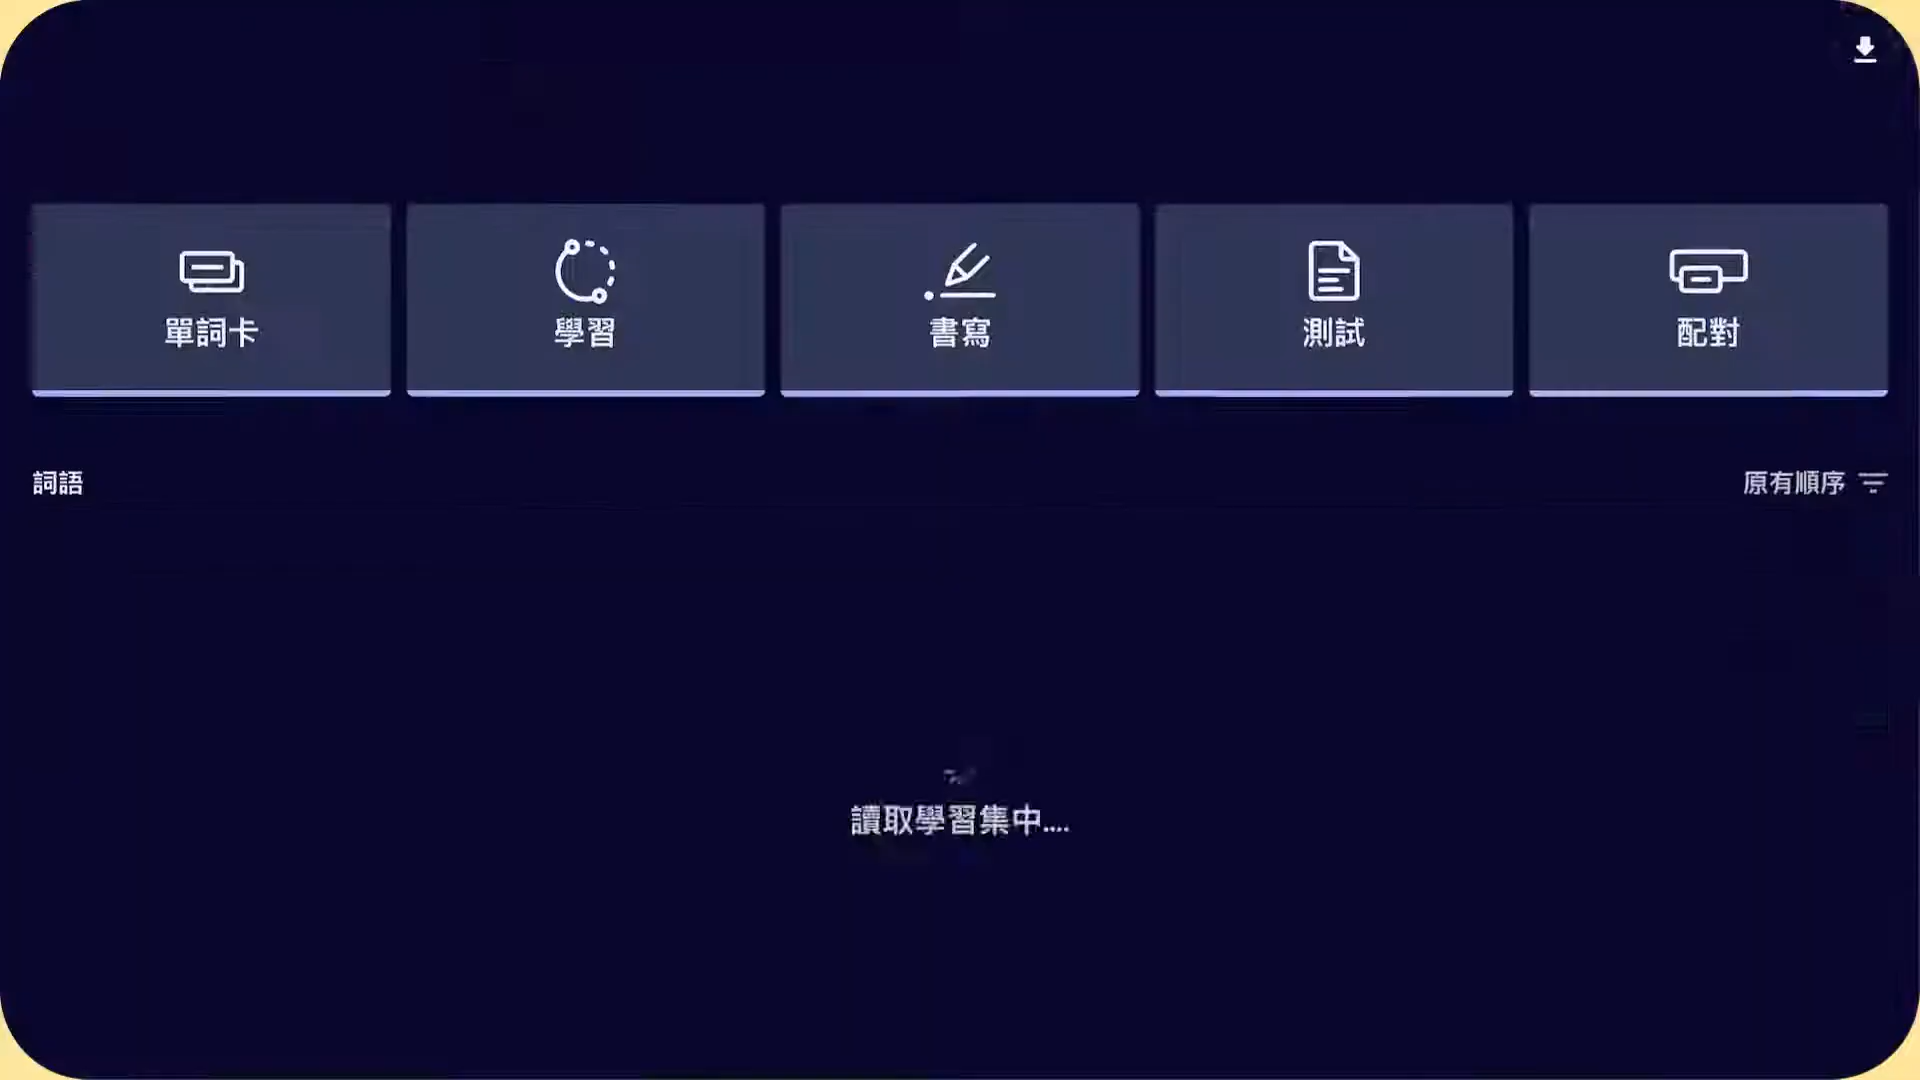 單詞卡
學習
書寫
測試
配對
詞語
原有順序
讀取學習集中....